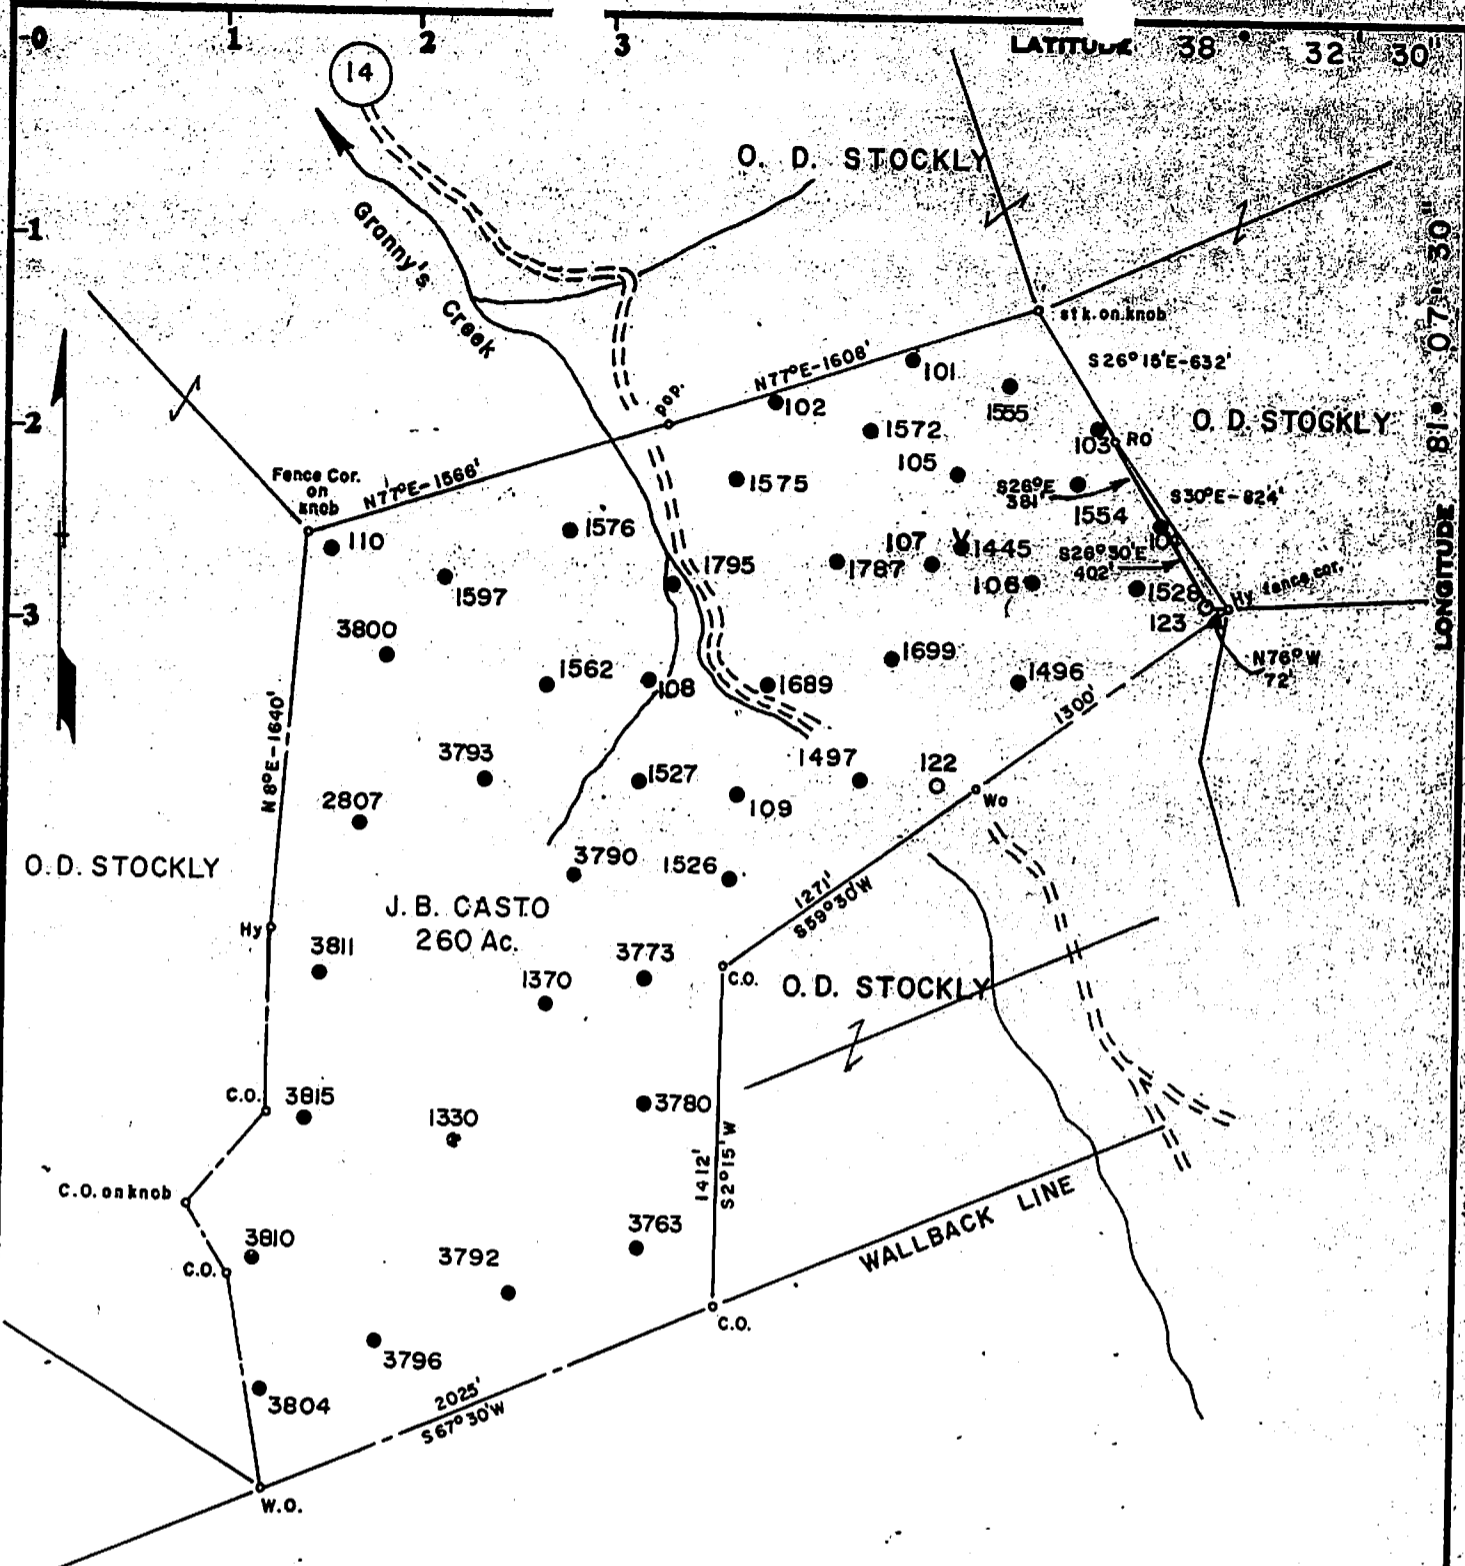 0
1
2
3
LATITUDE 38° 32' 30"
14
O. D. STOCKLY
1
Granny's
Creek
LONGITUDE 81° 07' 30"
stk.on.knob
S26°15'E-632'
N77°E-1608'
101
102
1555
pop.
2
1572
103
RO
O. D. STOCKLY
105
Fence Cor.
on
knob
N77°E-1566'
1575
S26°E
381'
S30°E-624'
1554
110
1576
107
1445
S26°30'E
402'
1795
1787
106
1528
Hy fence cor.
1597
3
123
3800
1562
108
1689
1699
1496
N76°W
72'
1300'
N8°E-1640'
3793
1527
1497
122
2807
109
Wo
3790
1526
O.D. STOCKLY
1271'
S59°30'W
J. B. CASTO
260 Ac.
Hy
3811
1370
3773
C.O.
O.D. STOCKLY
C.O.
3815
1330
3780
1412'
S2°15'W
C.O. on knob
3810
3792
3763
WALLBACK LINE
C.O.
C.O.
3796
3804
2025'
S67°30'W
W.O.